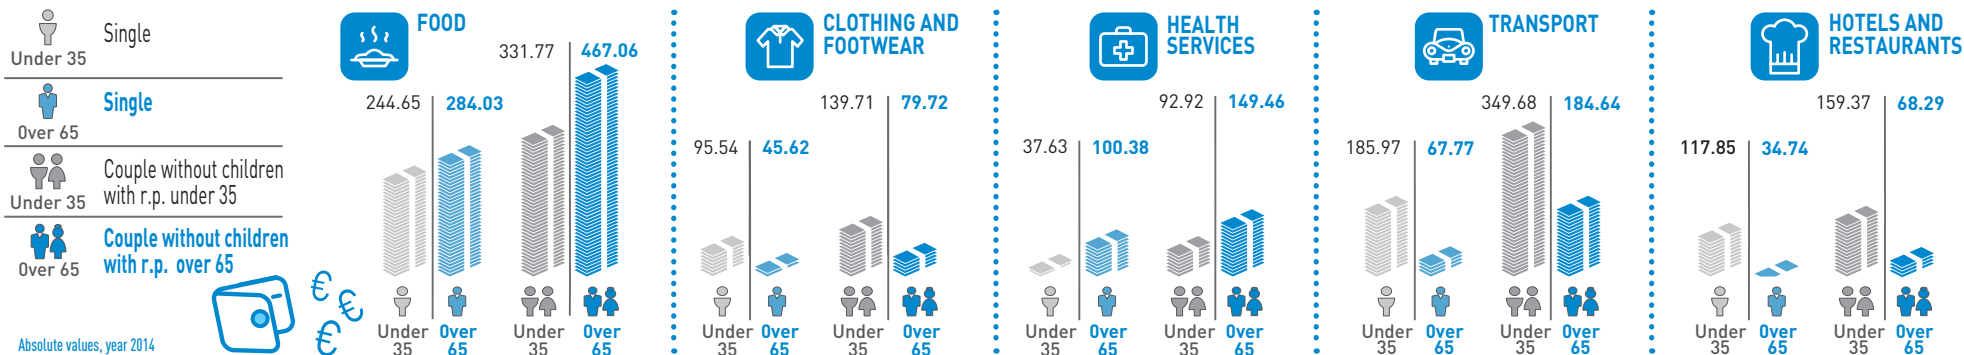 Single
Under 35
Single
Over 65
Couple without children
with r.p. under 35
Under 35
Couple without children
with r.p. over 65
Over 65
€
€
€
Absolute values, year 2014
FOOD
244.65
284.03
331.77
467.06
Under
35
Over
65
Under
35
Over
65
CLOTHING AND
FOOTWEAR
95.54
45.62
139.71
79.72
Under
35
Over
65
Under
35
Over
65
HEALTH
SERVICES
37.63
100.38
92.92
149.46
Under
35
Over
65
Under
35
Over
65
TRANSPORT
185.97
67.77
349.68
184.64
Under
35
Over
65
Under
35
Over
65
HOTELS AND
RESTAURANTS
117.85
34.74
159.37
68.29
Under
35
Over
65
Under
35
Over
65